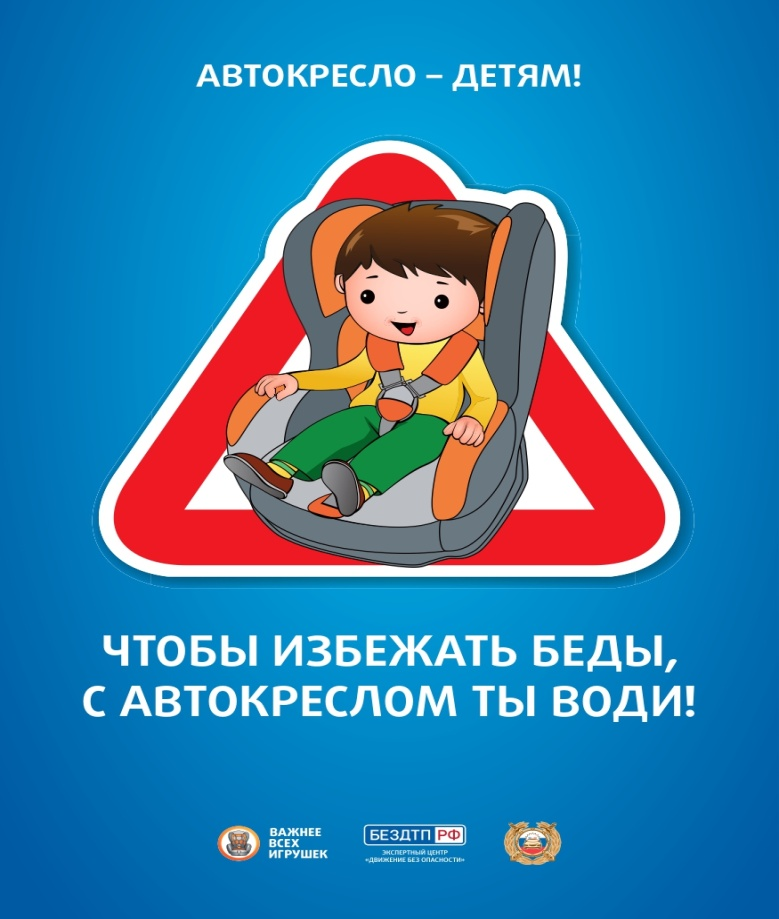 АВТОКРЕСЛО – ДЕТЯМ!
ЧТОБЫ ИЗБЕЖАТЬ БЕДЫ,
С АВТОКРЕСЛОМ ТЫ ВОДИ!
ВАЖНЕЕ
ВСЕХ
ИГРУШЕК
БЕЗДТП РФ
ЭКСПЕРТНЫЙ ЦЕНТР
«ДВИЖЕНИЕ БЕЗ ОПАСНОСТИ»